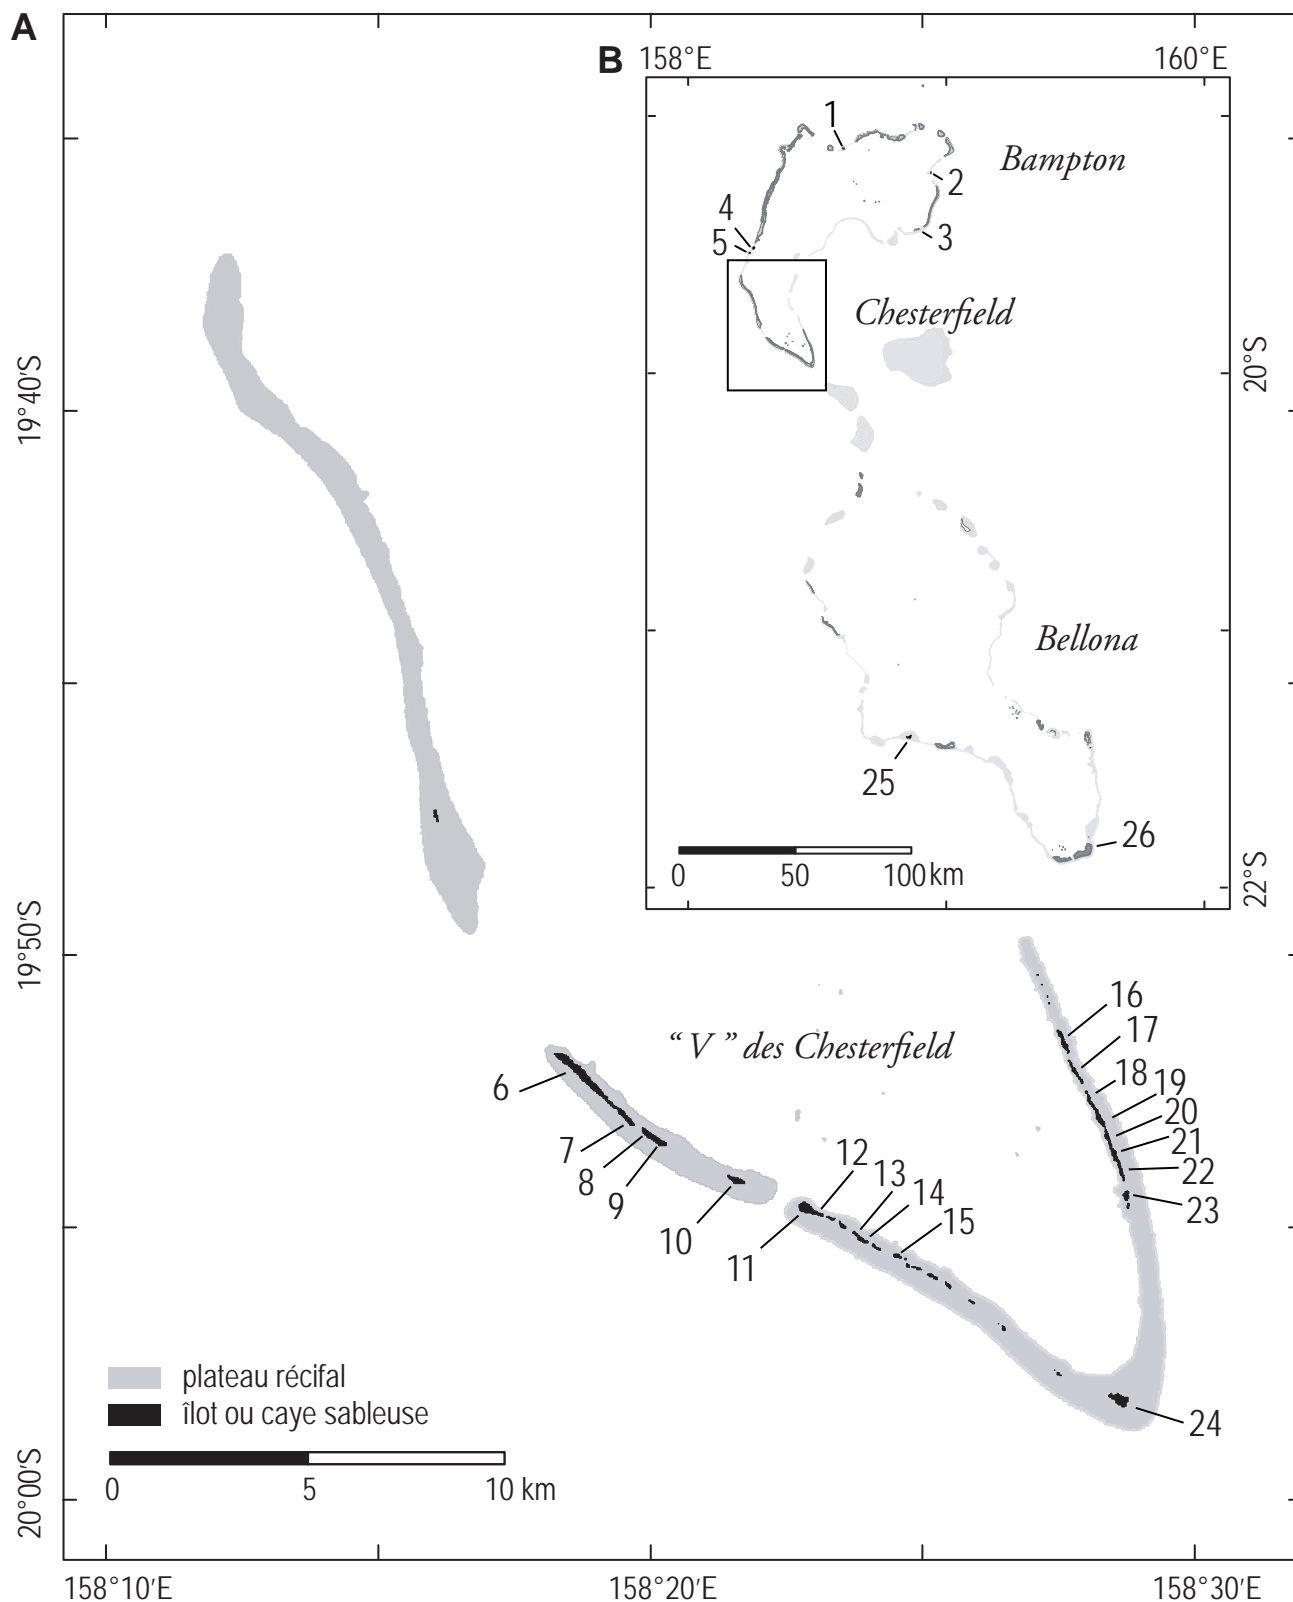 A
B
158°E
160°E
1
Bampton
2
4
5
3
Chesterfield
20°S
19°40'S
Bellona
25
26
0 50 100 km
22°S
19°50'S
16
“ V ” des Chesterfield
17
18
19
6
20
21
7
12
22
8
13
9
14
23
10
15
11
plateau récifal
îlot ou caye sableuse
24
0 5 10 km
20°00'S
158°10'E
158°20'E
158°30'E